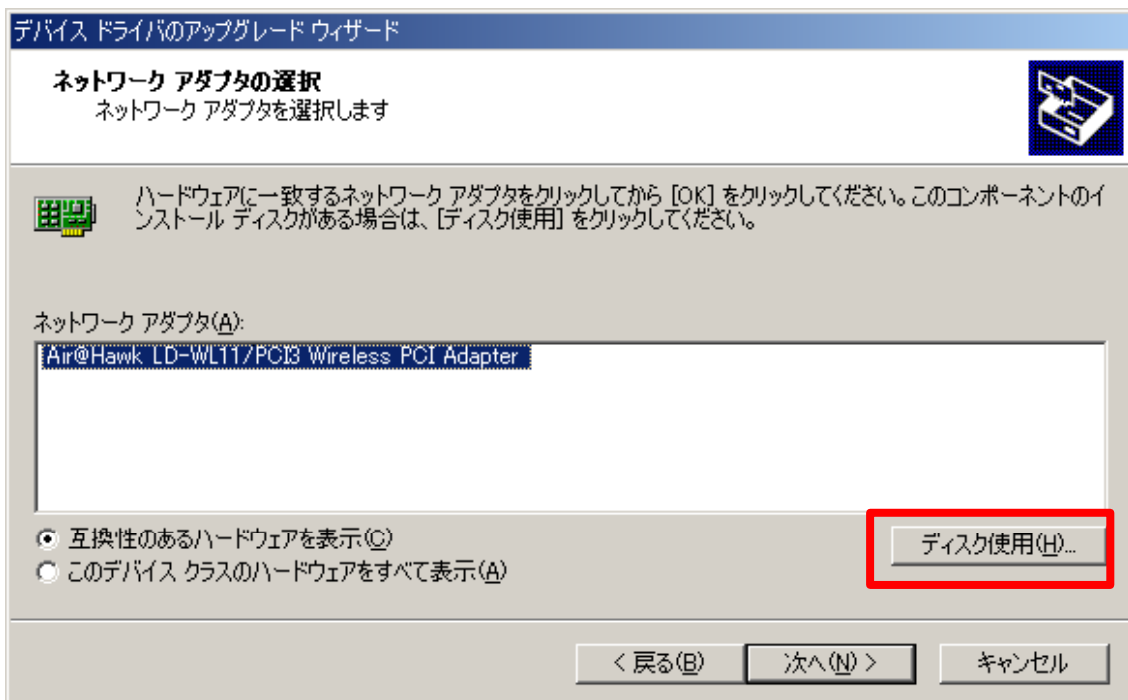 デバイス ドライバのアップグレード ウィザード
ネットワーク アダプタの選択
ネットワーク アダプタを選択します
ハードウェアに一致するネットワーク アダプタをクリックしてから [OK] をクリックしてください。このコンポーネントのイ
ンストール ディスクがある場合は、[ディスク使用] をクリックしてください。
ネットワーク アダプタ(A):
Air@Hawk LD-WL11/PCI3 Wireless PCI Adapter
互換性のあるハードウェアを表示(C)
ディスク使用(H)...
このデバイス クラスのハードウェアをすべて表示(A)
< 戻る(B)
次へ(N) >
キャンセル